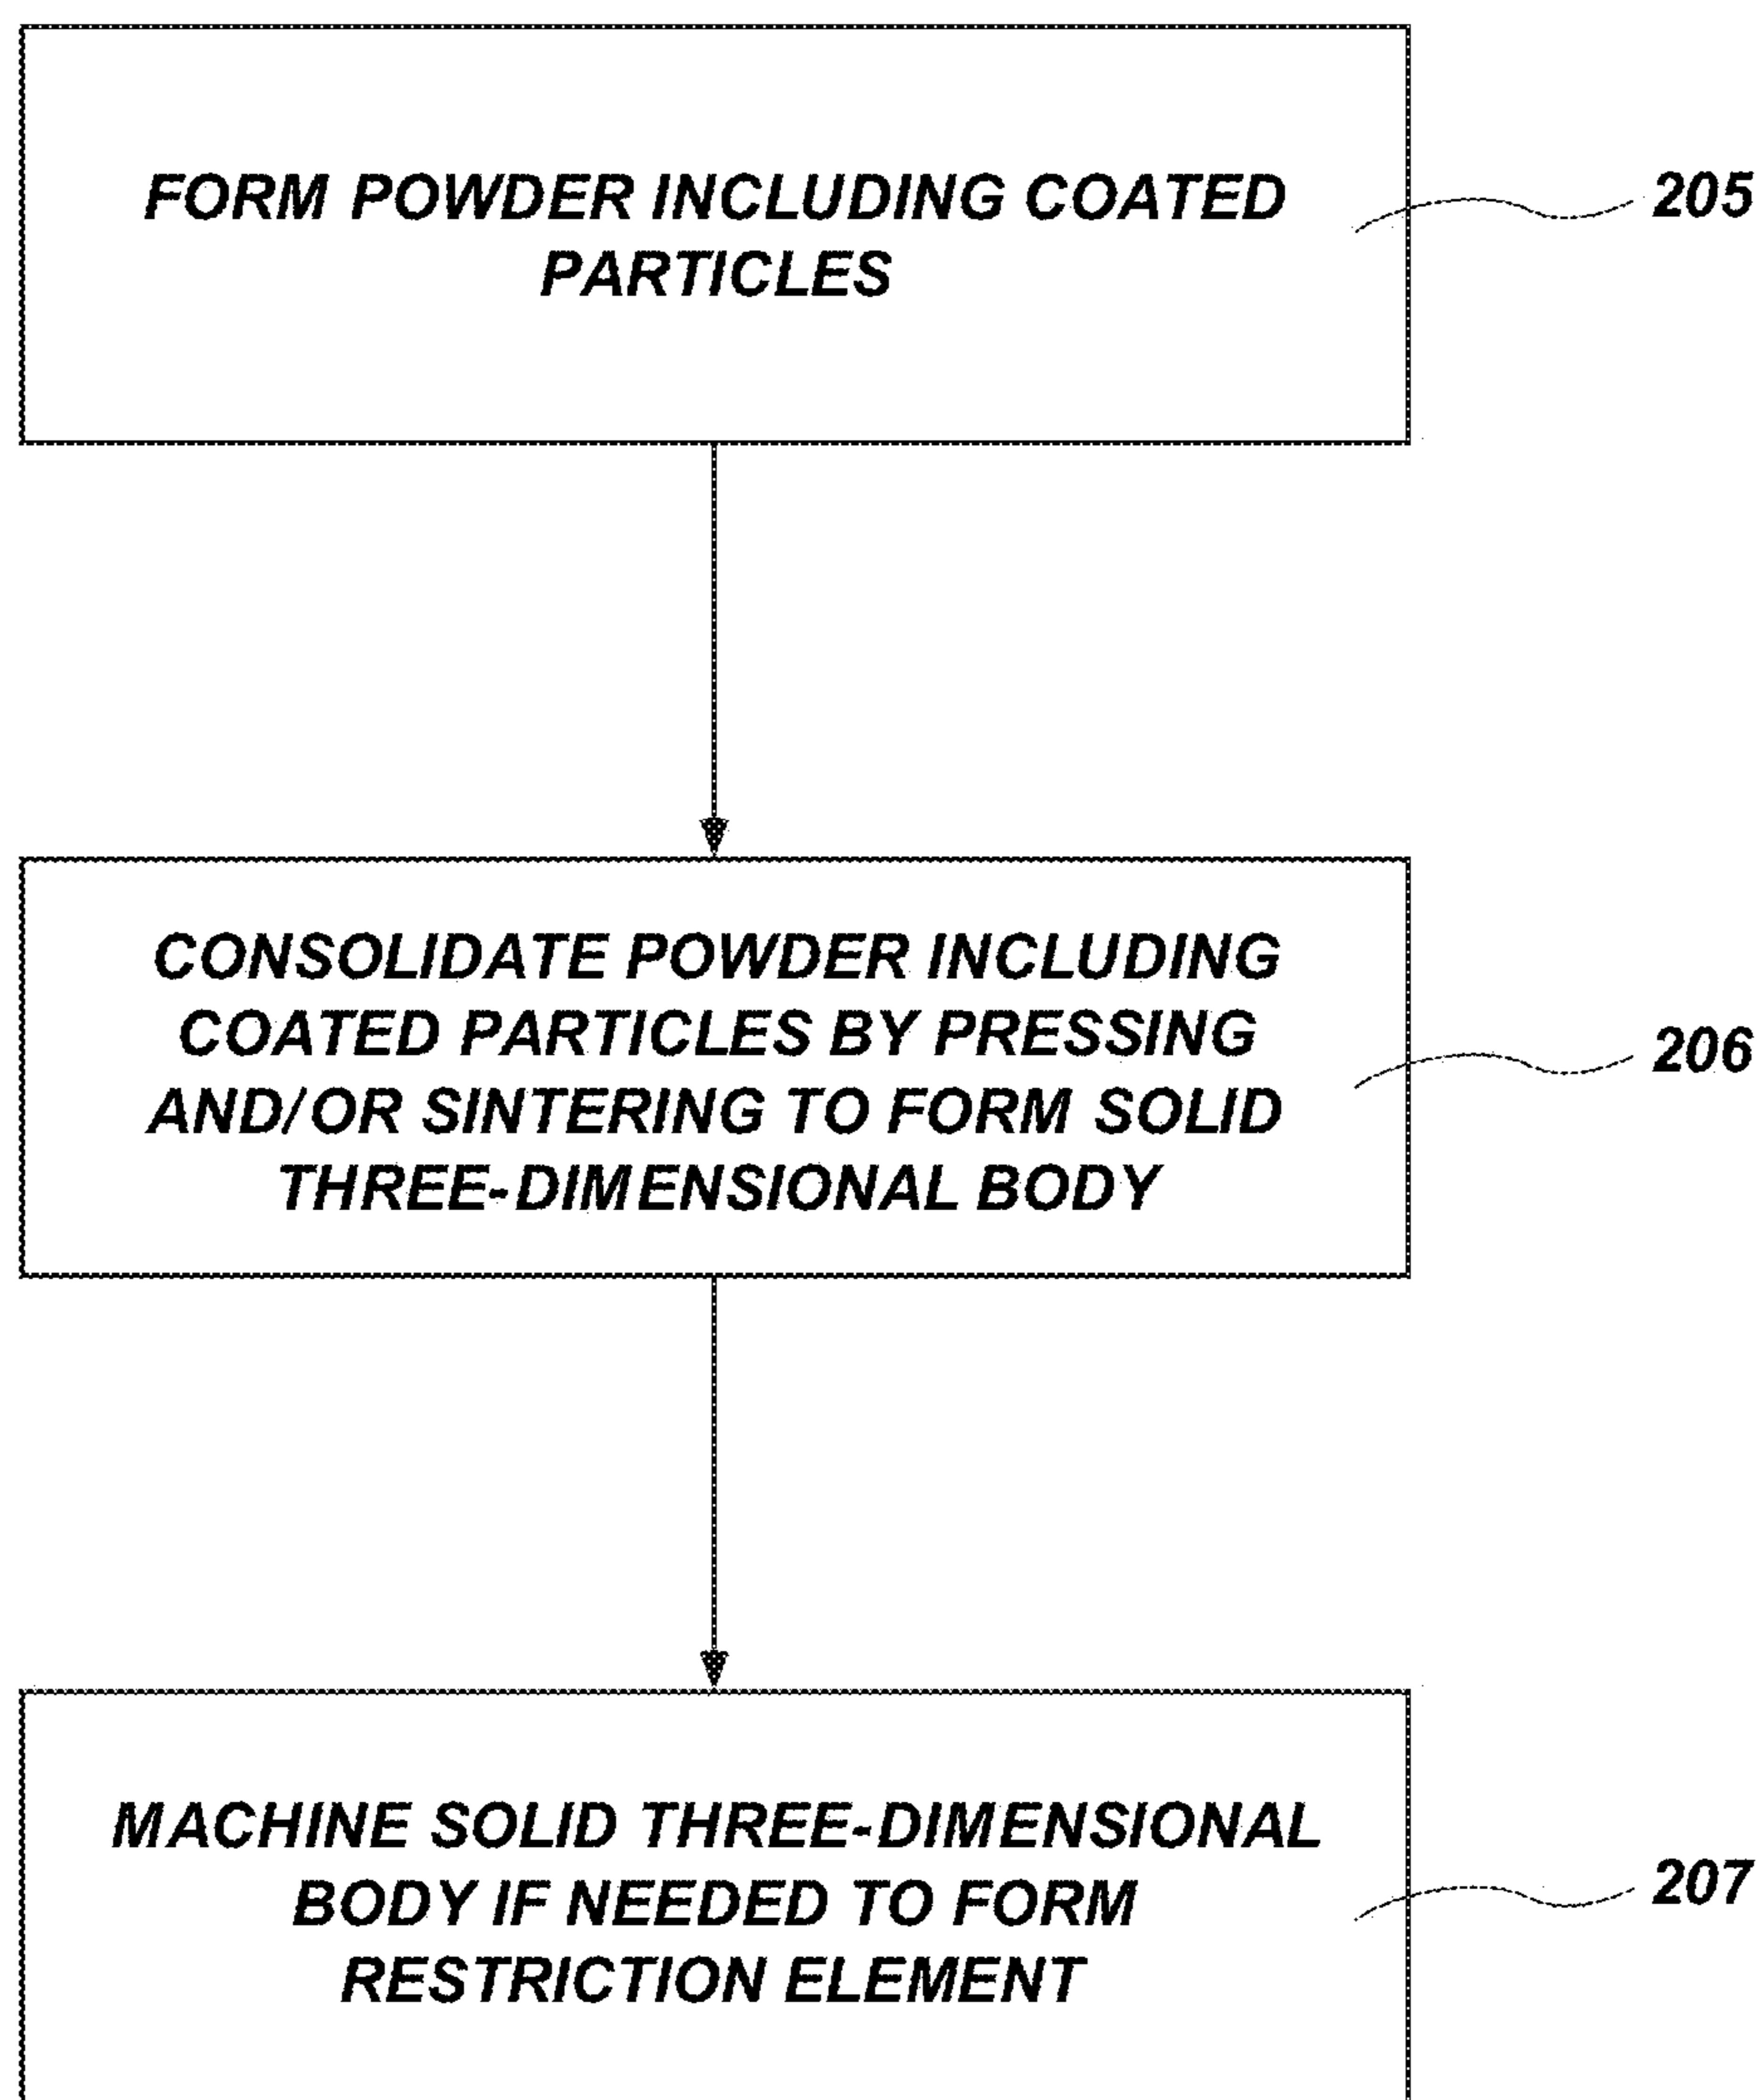 FORM POWDER INCLUDING COATED
PARTICLES
205
CONSOLIDATE POWDER INCLUDING
COATED PARTICLES BY PRESSING
AND/OR SINTERING TO FORM SOLID
THREE-DIMENSIONAL BODY
206
MACHINE SOLID THREE-DIMENSIONAL
BODY IF NEEDED TO FORM
RESTRICTION ELEMENT
207